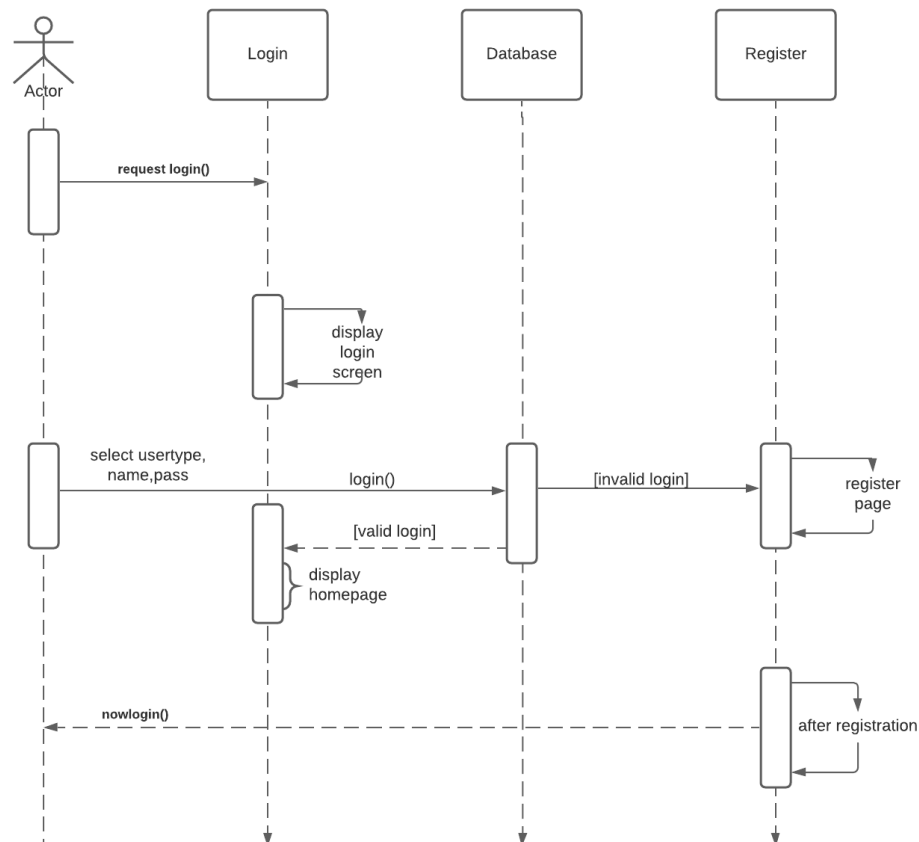 Login
Database
Register
Actor
request login()
display
login
screen
select usertype,
name,pass
login()
[invalid login]
register
page
[valid login]
display
homepage
nowlogin()
after registration